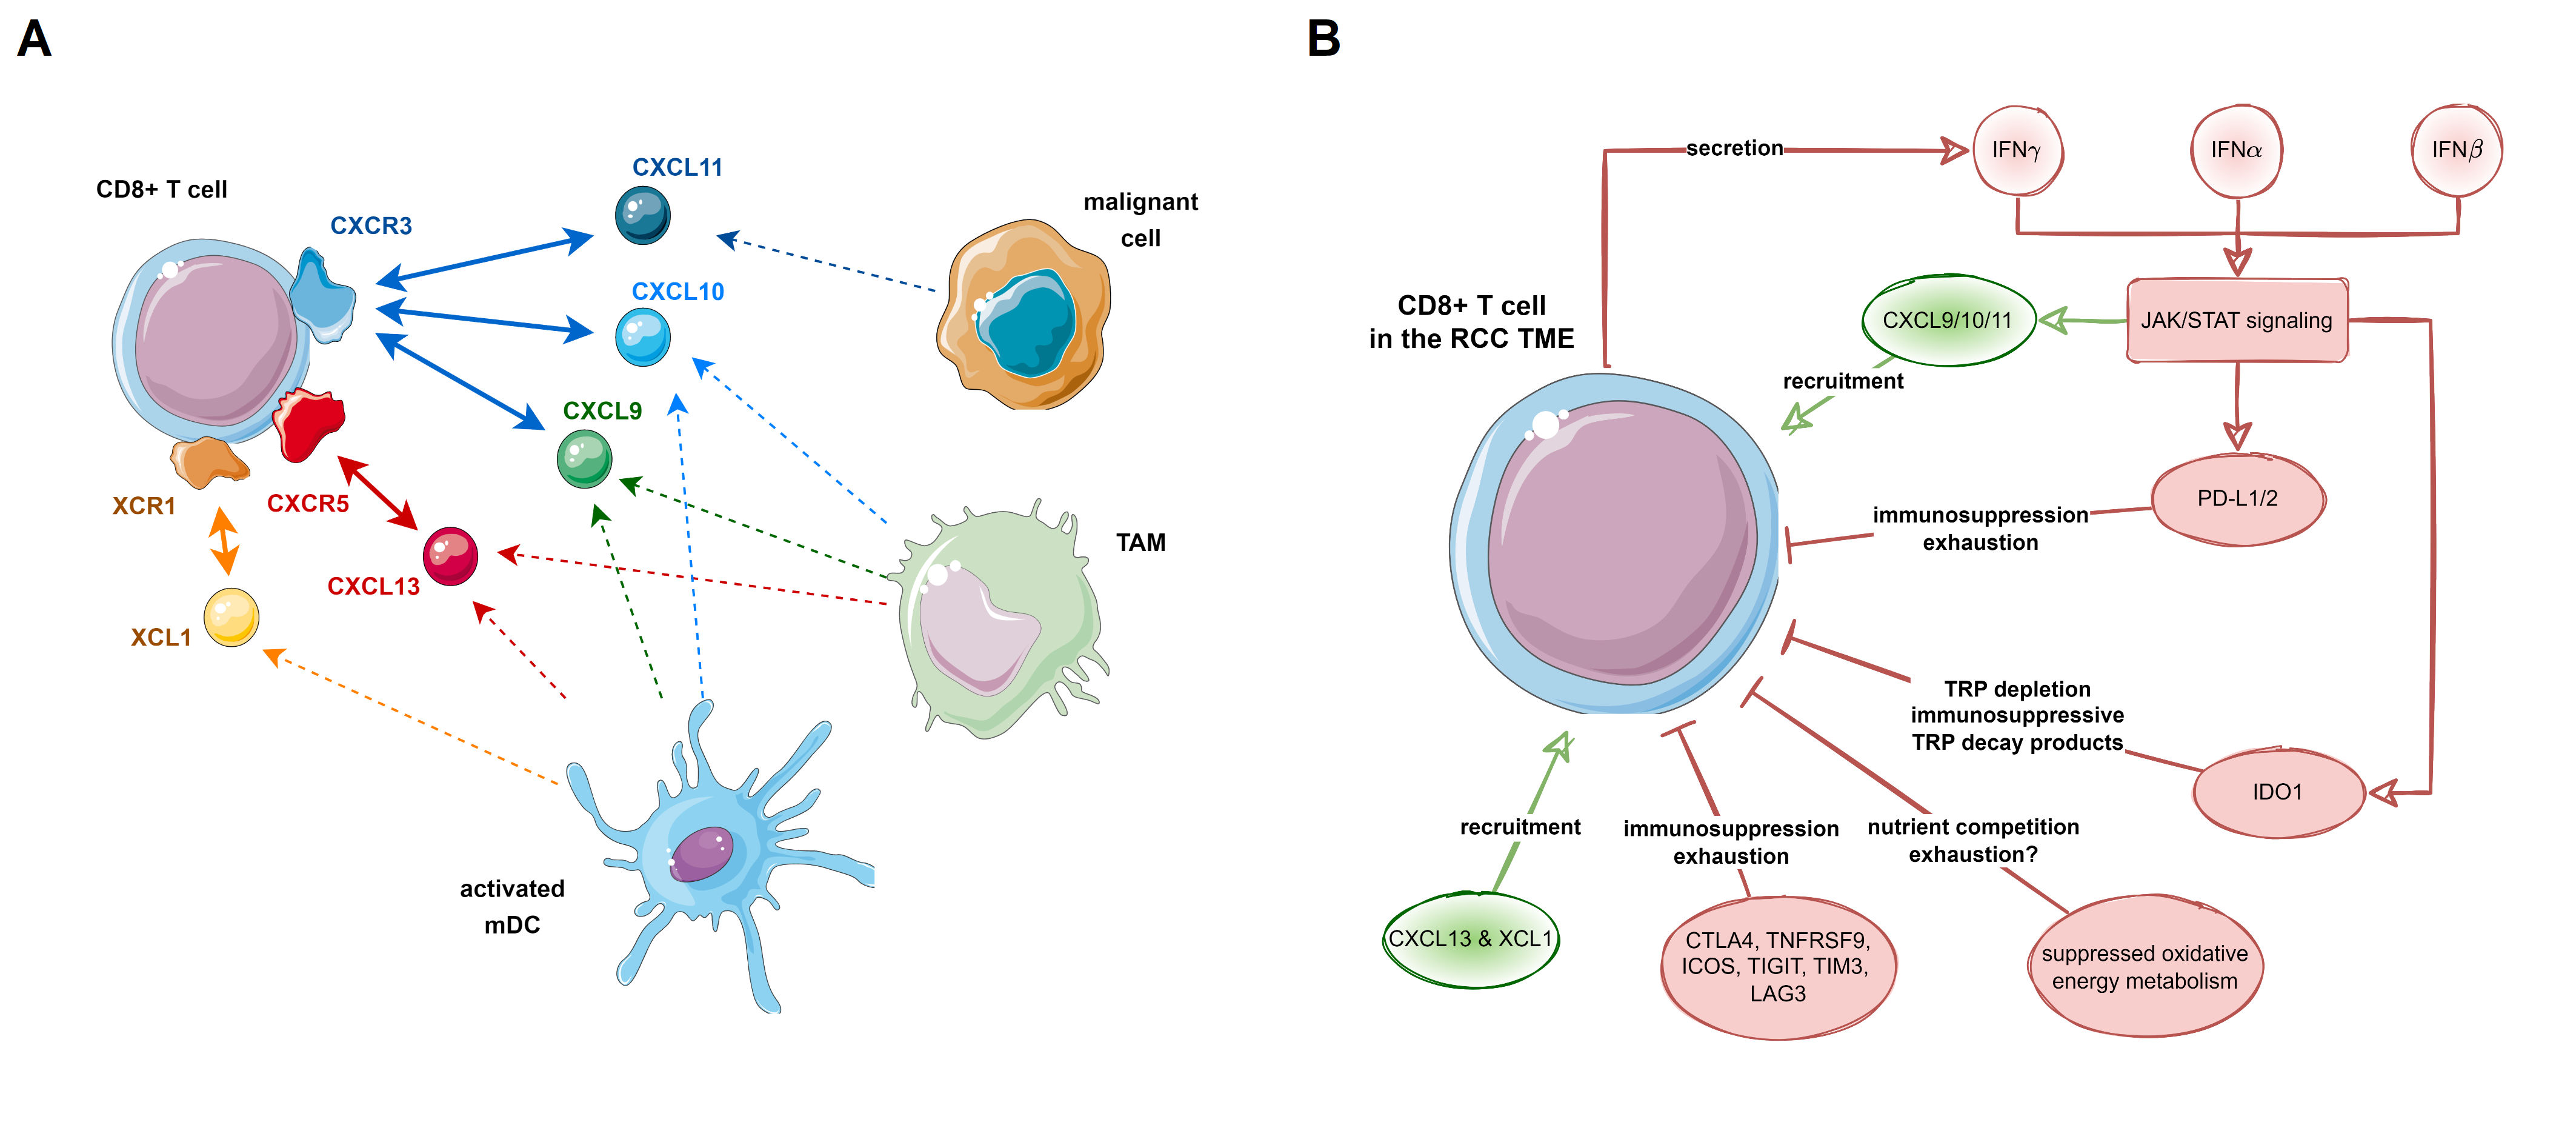 A
CD8+ T cell
CXCR3
CXCL11
CXCL10
CXCL9
malignant
cell
XCR1
CXCR5
CXCL13
XCL1
TAM
activated
mDC
B
secretion
IFNγ
IFNα
IFNβ
CD8+ T cell
in the RCC TME
CXCL9/10/11
JAK/STAT signaling
recruitment
PD-L1/2
immunosuppression
exhaustion
TRP depletion
immunosuppressive
TRP decay products
IDO1
recruitment
immunosuppression
exhaustion
nutrient competition
exhaustion?
CXCL13 & XCL1
CTLA4, TNFRSF9,
ICOS, TIGIT, TIM3,
LAG3
suppressed oxidative
energy metabolism